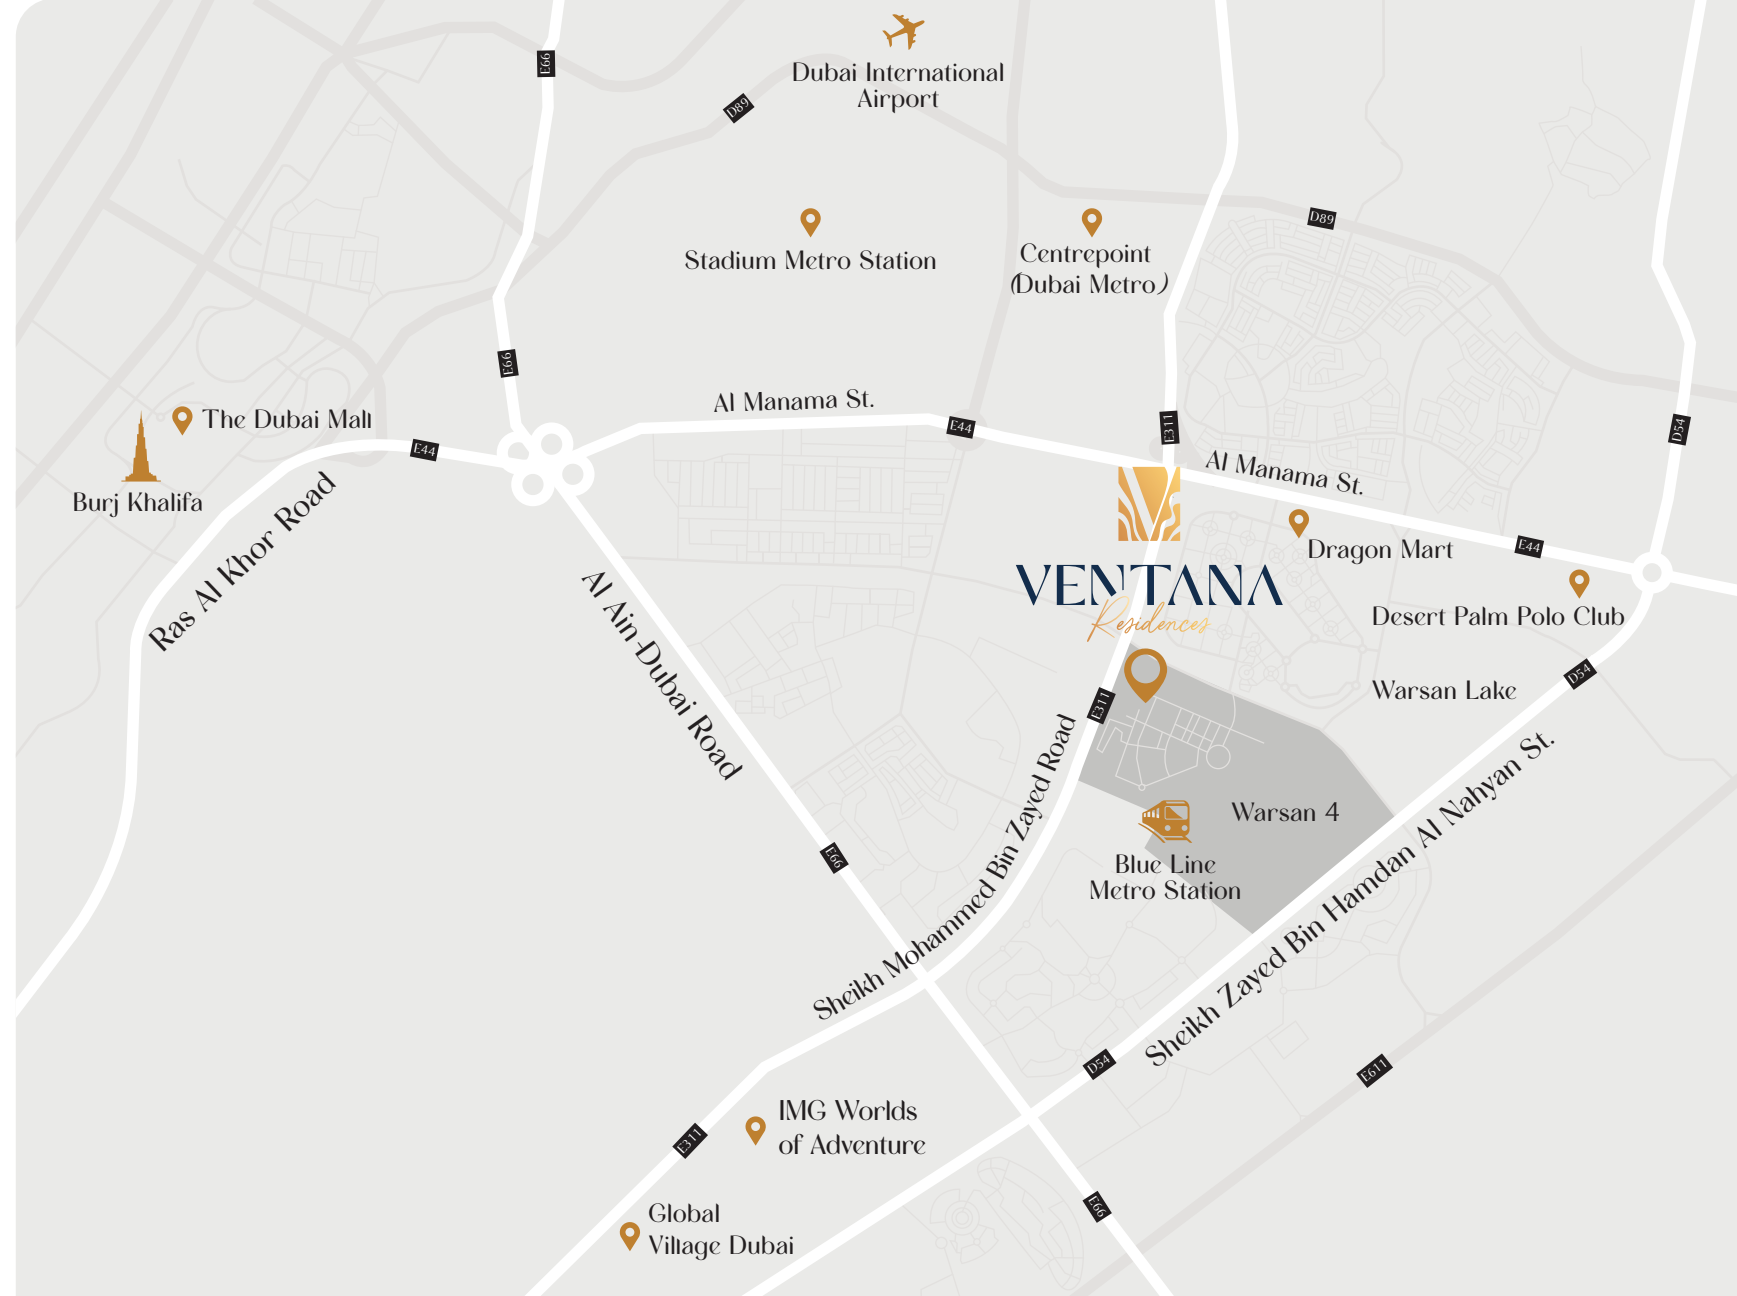 E66
Dubai International
Airport
D89
D89
Stadium Metro Station
Centrepoint
(Dubai Metro)
E66
The Dubai Mall
Burj Khalifa
E44
Al Manama St.
E44
E311
D54
Al Manama St.
Ras Al Khor Road
Dragon Mart
E44
VENTANA
Residences
Desert Palm Polo Club
Al Ain-Dubai Road
Warsan Lake
D54
E311
Warsan 4
Blue Line
Metro Station
E66
Sheikh Mohammed Bin Zayed Road
Sheikh Zayed Bin Hamdan Al Nahyan St.
D54
E611
IMG Worlds
of Adventure
E311
Global
Village Dubai
E66